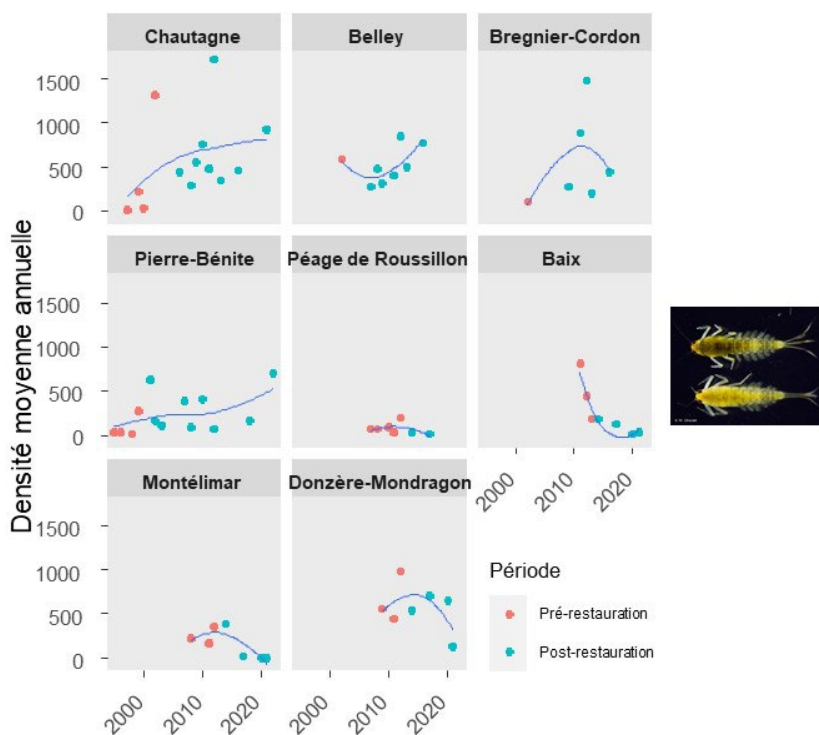 Chautagne
Belley
Bregnier-Cordon
1500
1000
500
0
Pierre-Bénite
Péage de Roussillon
Baix
1500
1000
500
0
2000
2010
2020
Montélimar
Donzère-Mondragon
1500
1000
500
0
2000
2010
2020
2000
2010
2020
Densité moyenne annuelle
Période
Pré-restauration
Post-restauration